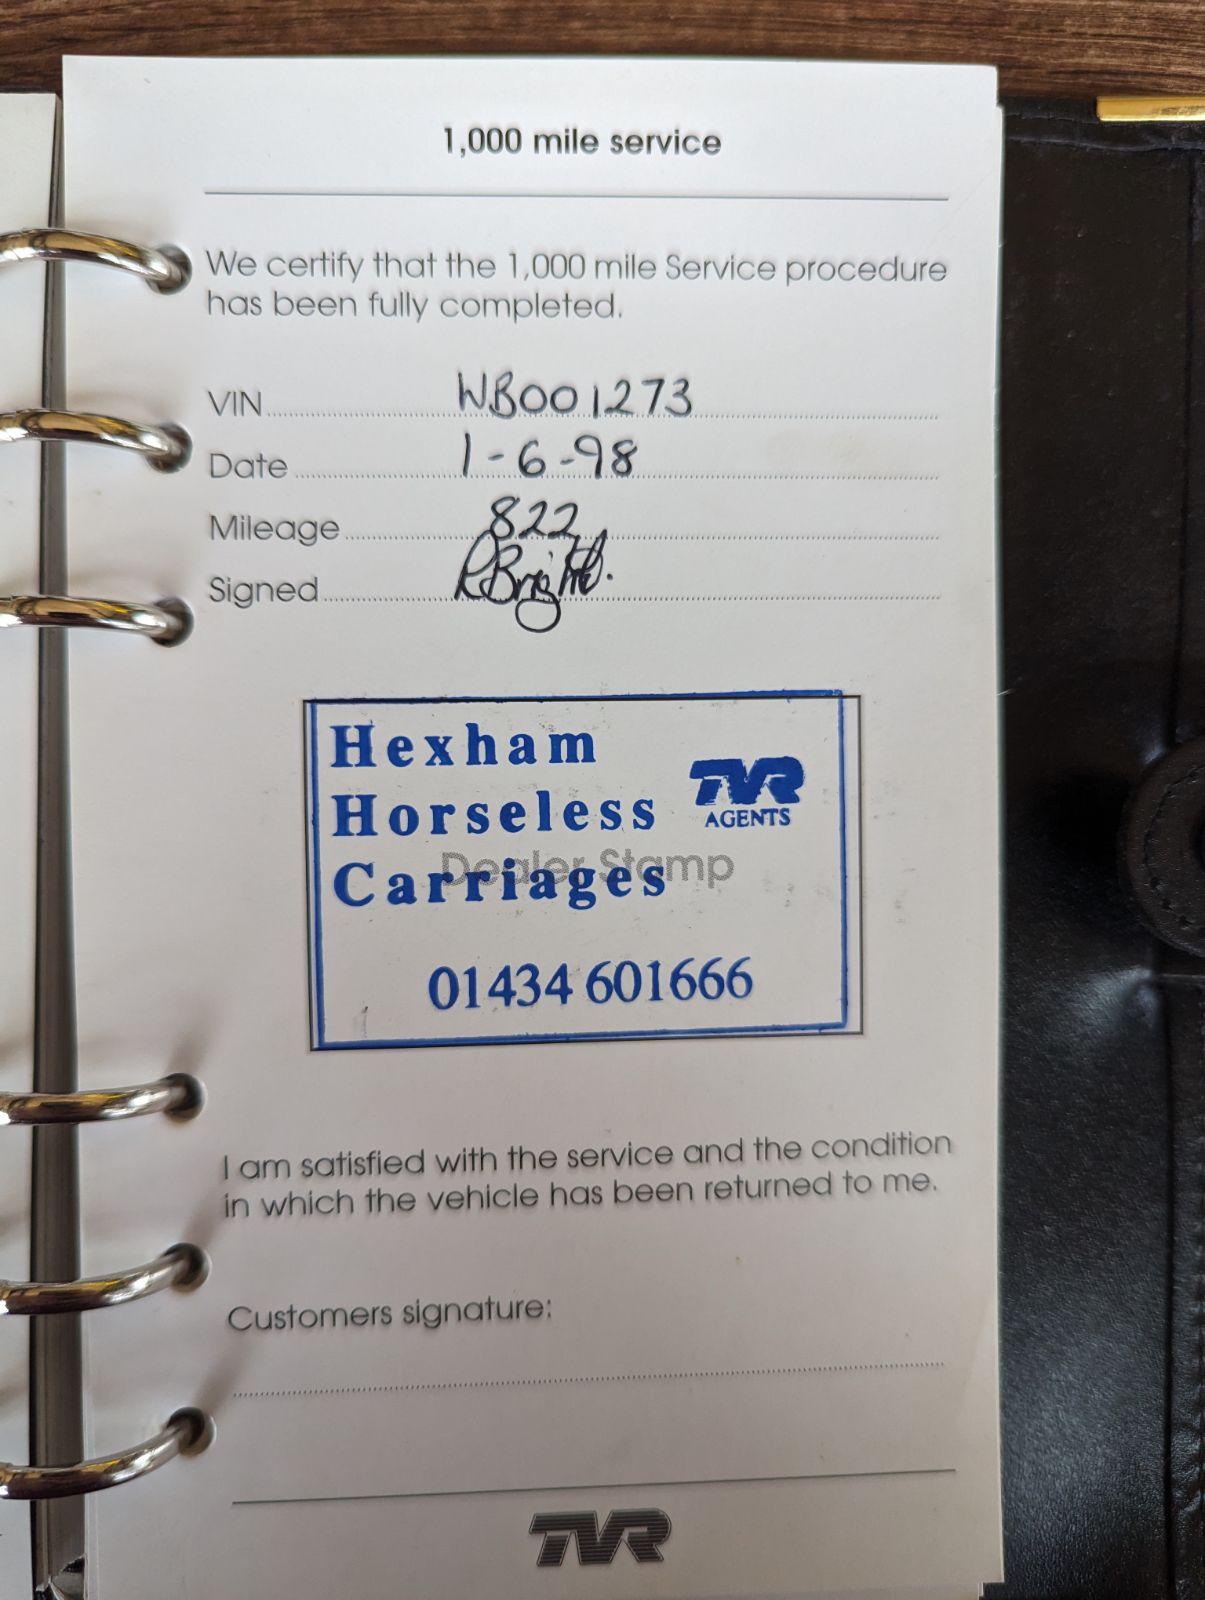 1,000 mile service
We certify that the 1,000 mile Service procedure
has been fully completed.
VIN WB001273
Date 1-6-98
Mileage 822
Signed RBright.
Hexham
Horseless
Carriages
TVR
AGENTS
Dealer Stamp
01434 601666
I am satisfied with the service and the condition
in which the vehicle has been returned to me.
Customers signature:
TVR